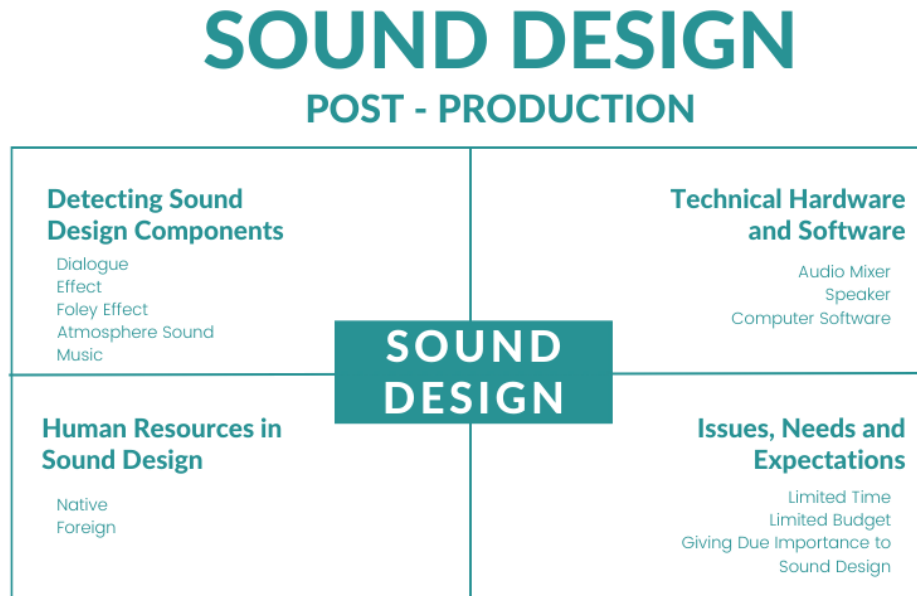 SOUND DESIGN
POST - PRODUCTION
Detecting Sound
Design Components
Dialogue
Effect
Foley Effect
Atmosphere Sound
Music
Technical Hardware
and Software
Audio Mixer
Speaker
Computer Software
SOUND
DESIGN
Human Resources in
Sound Design
Native
Foreign
Issues, Needs and
Expectations
Limited Time
Limited Budget
Giving Due Importance to
Sound Design